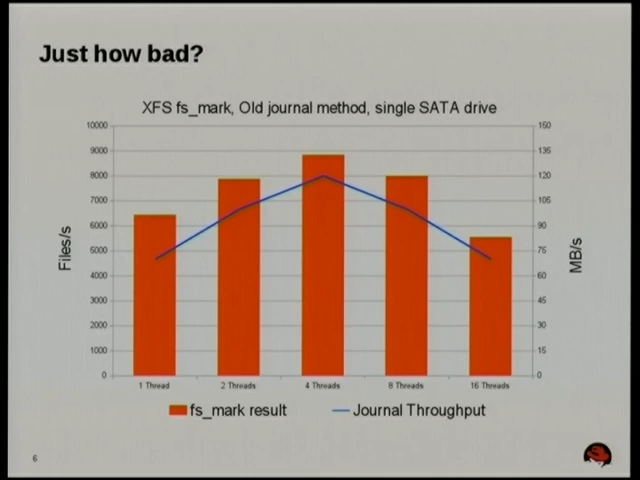 Just how bad?
XFS fs_mark, Old journal method, single SATA drive
10000
9000
8000
7000
6000
5000
4000
3000
2000
1000
0
Files/s
150
135
120
105
90
75
60
45
30
15
0
MB/s
1 Thread
2 Threads
4 Threads
8 Threads
16 Threads
fs_mark result
Journal Throughput
6